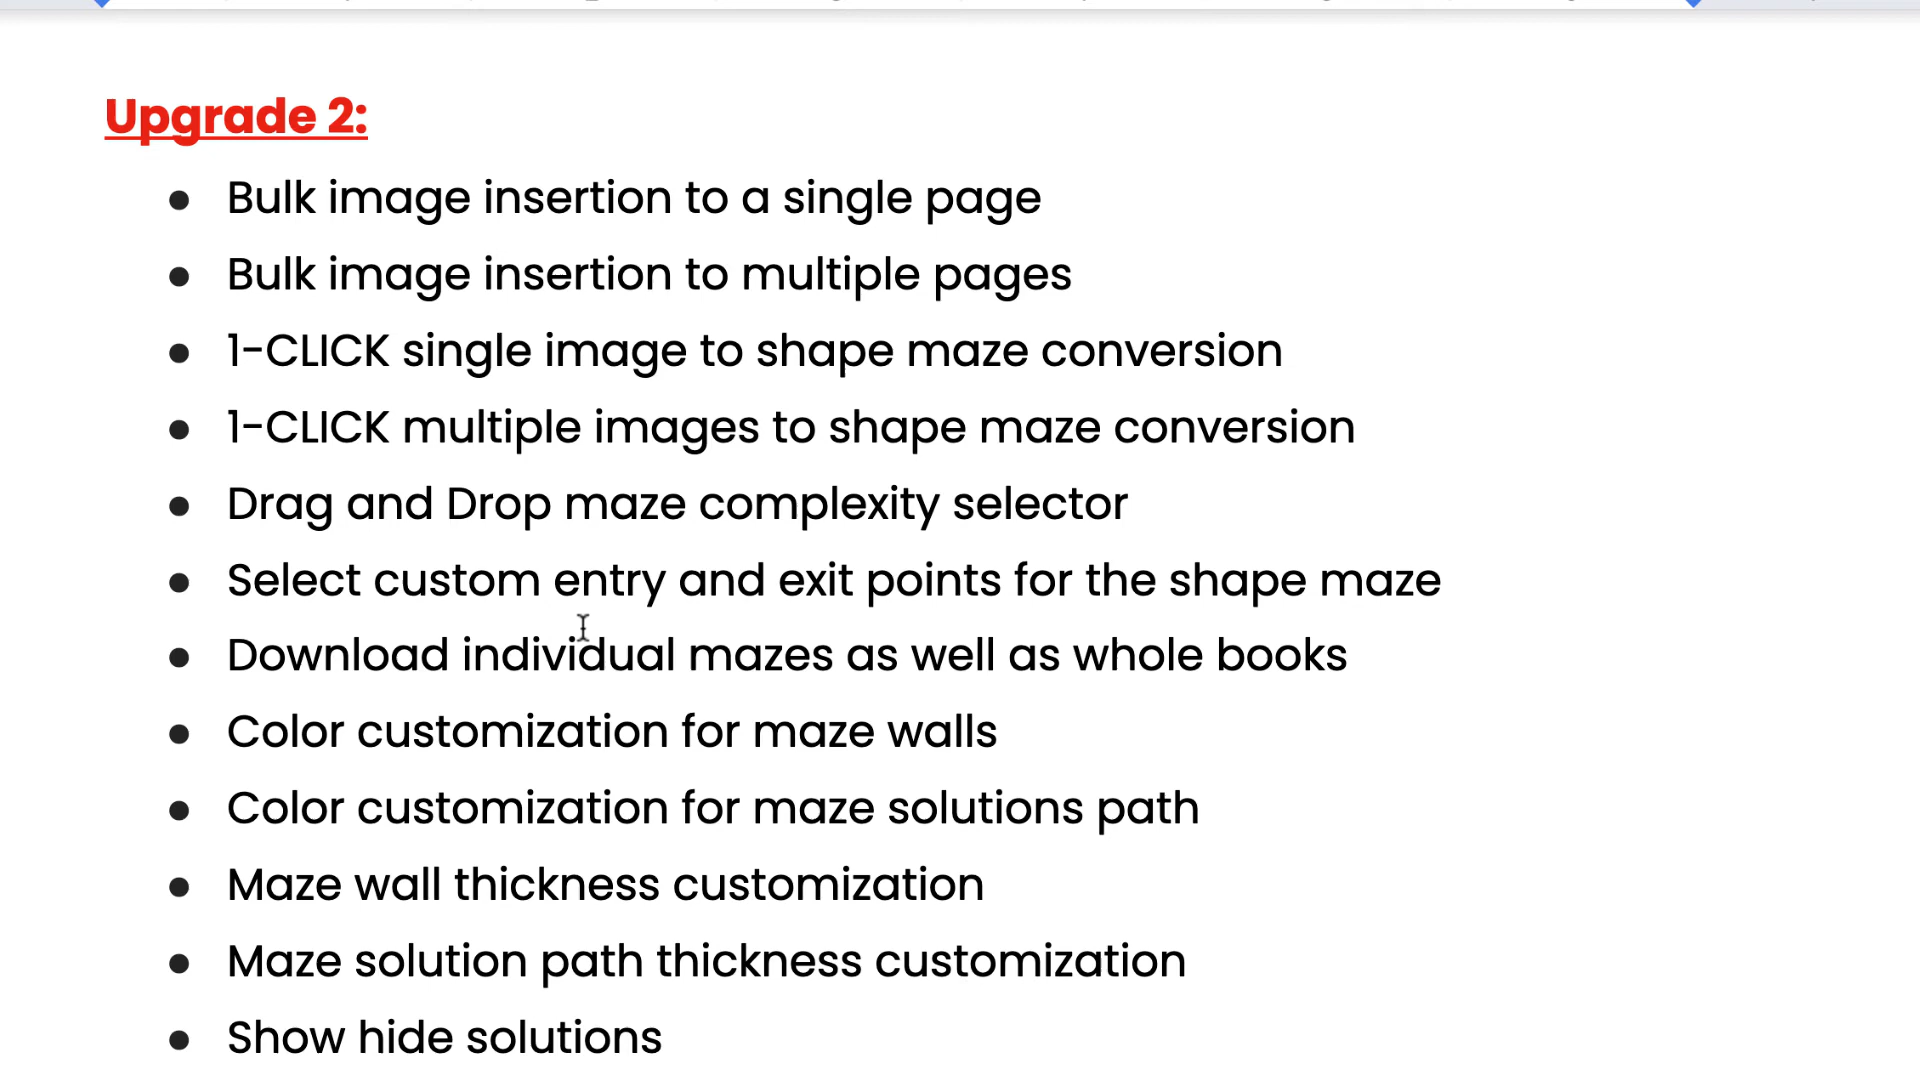 Upgrade 2:
● Bulk image insertion to a single page
● Bulk image insertion to multiple pages
● 1-CLICK single image to shape maze conversion
● 1-CLICK multiple images to shape maze conversion
● Drag and Drop maze complexity selector
● Select custom entry and exit points for the shape maze
● Download individual mazes as well as whole books
● Color customization for maze walls
● Color customization for maze solutions path
● Maze wall thickness customization
● Maze solution path thickness customization
● Show hide solutions